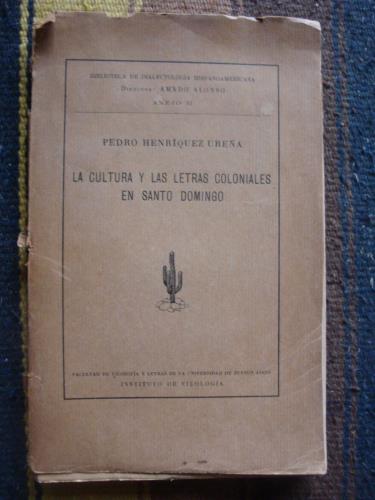 BIBLIOTECA DE DIALECTOLOGÍA HISPANOAMERICANA
Director: AMADO ALONSO
ANEJO II
PEDRO HENRÍQUEZ UREÑA
LA CULTURA Y LAS LETRAS COLONIALES
EN SANTO DOMINGO
FACULTAD DE FILOSOFÍA Y LETRAS DE LA UNIVERSIDAD DE BUENOS AIRES
INSTITUTO DE FILOLOGÍA